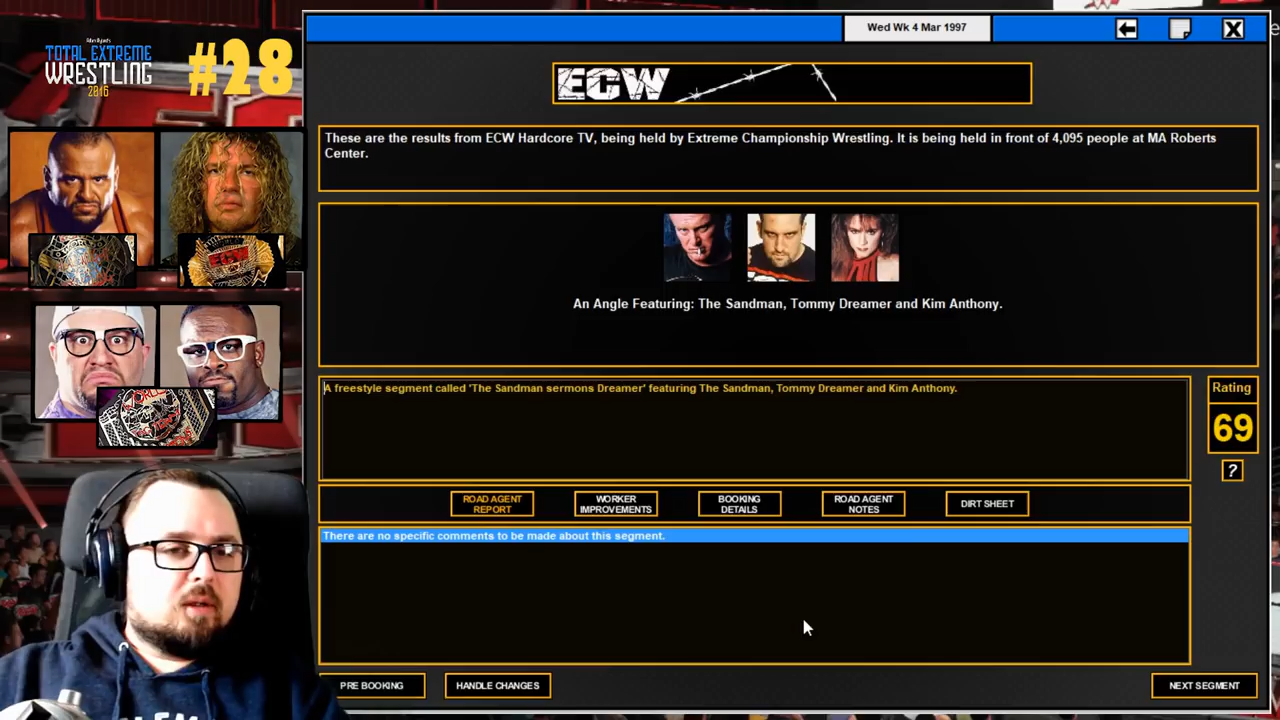 TOTAL EXTREME
WRESTLING
2016
#28
Wed Wk 4 Mar 1997
ECW
These are the results from ECW Hardcore TV, being held by Extreme Championship Wrestling. It is being held in front of 4,095 people at MA Roberts
Center.
An Angle Featuring: The Sandman, Tommy Dreamer and Kim Anthony.
A freestyle segment called 'The Sandman sermons Dreamer' featuring The Sandman, Tommy Dreamer and Kim Anthony.
Rating
69
?
ROAD AGENT
REPORT
WORKER
IMPROVEMENTS
BOOKING
DETAILS
ROAD AGENT
NOTES
DIRT SHEET
There are no specific comments to be made about this segment.
PRE BOOKING
HANDLE CHANGES
NEXT SEGMENT